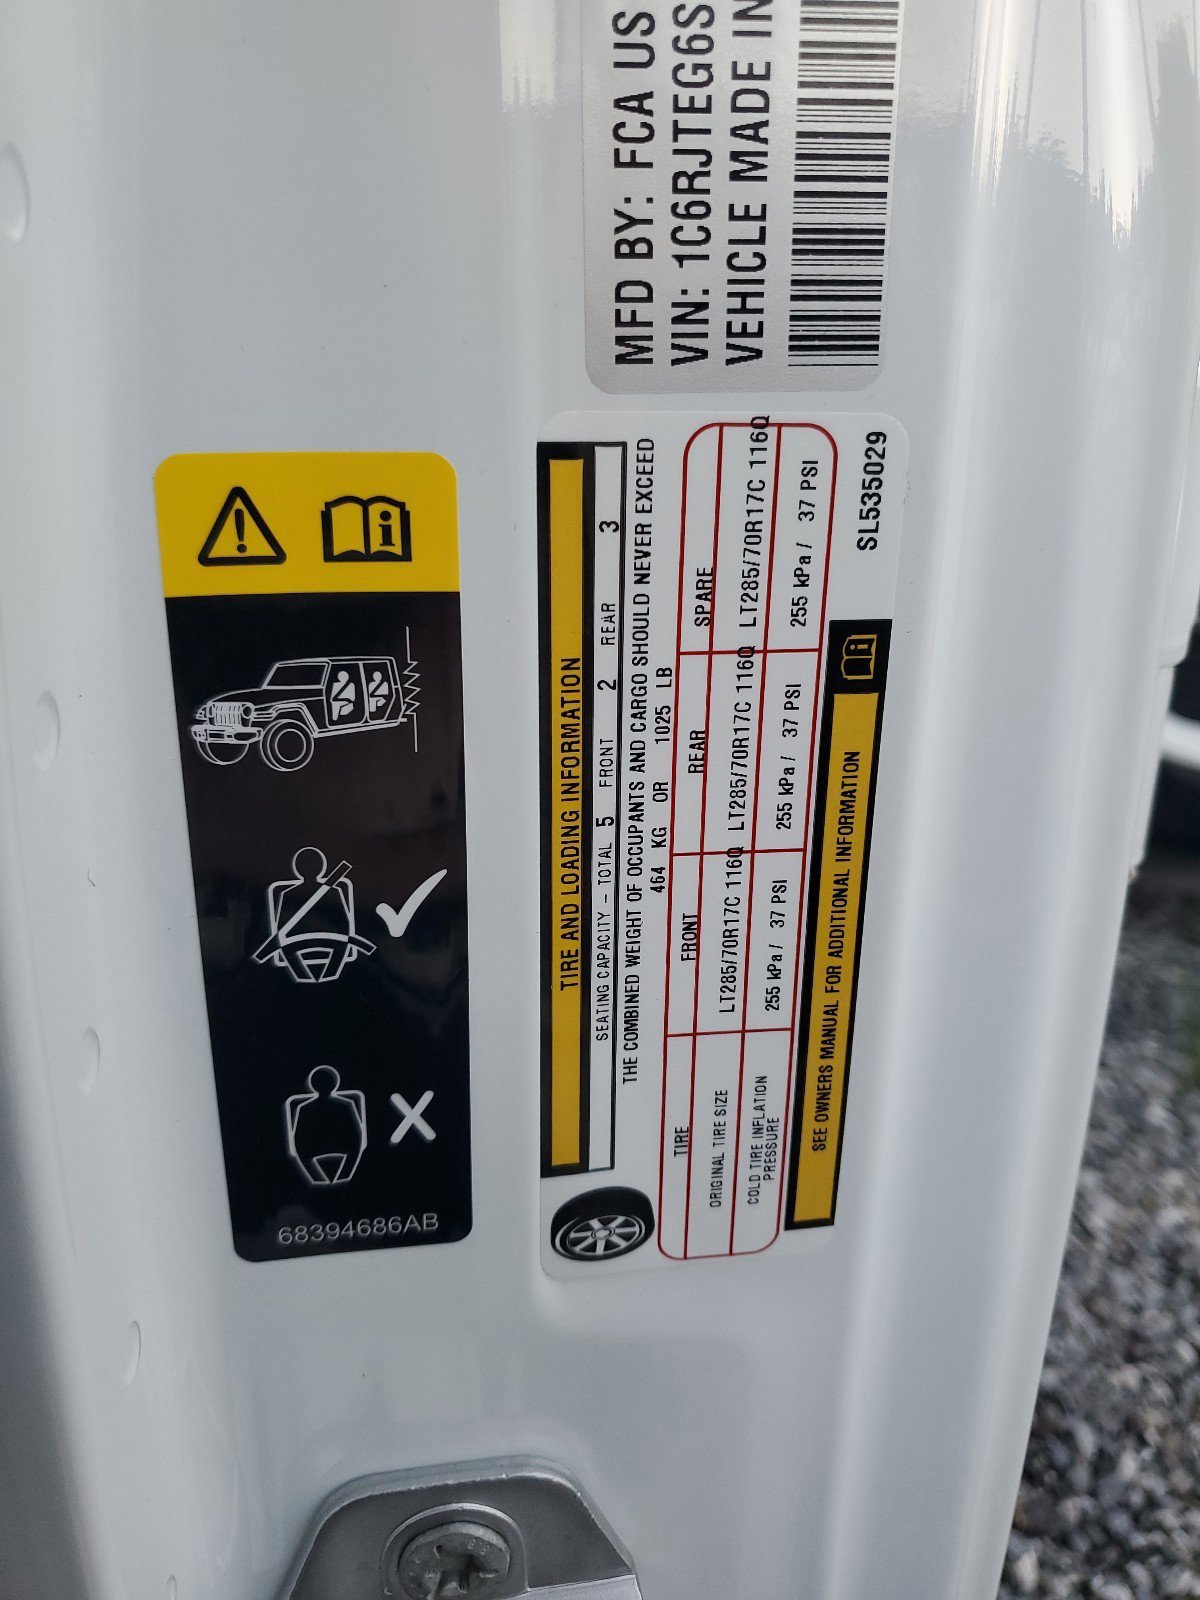 MFD BY: FCA US
VIN: 1C6RJTEG6S
VEHICLE MADE IN
TIRE AND LOADING INFORMATION
SEATING CAPACITY – TOTAL 5 FRONT 2 REAR 3
THE COMBINED WEIGHT OF OCCUPANTS AND CARGO SHOULD NEVER EXCEED
464 KG OR 1025 LB
TIRE FRONT REAR SPARE
ORIGINAL TIRE SIZE LT285/70R17C 116Q LT285/70R17C 116Q LT285/70R17C 116Q
COLD TIRE INFLATION
PRESSURE 255 kPa / 37 PSI 255 kPa / 37 PSI 255 kPa / 37 PSI
SEE OWNERS MANUAL FOR ADDITIONAL INFORMATION
SL535029
68394686AB